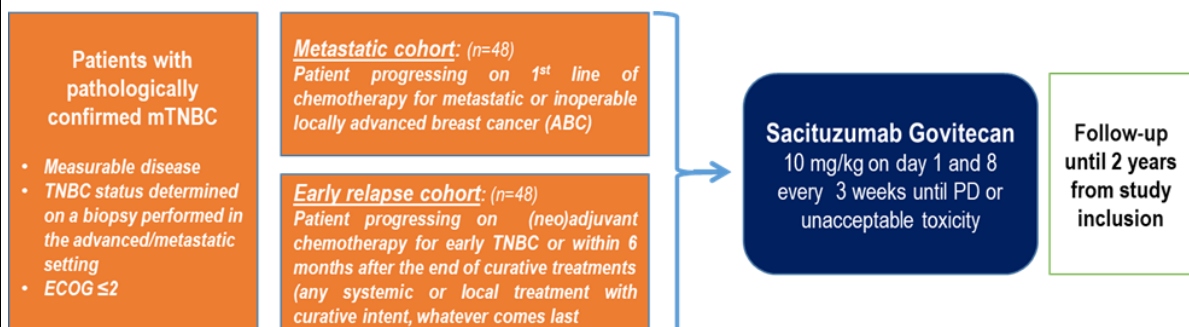 Patients with
pathologically
confirmed mTNBC
• Measurable disease
• TNBC status determined
on a biopsy performed in
the advanced/metastatic
setting
• ECOG ≤2
Metastatic cohort: (n=48)
Patient progressing on 1st line of
chemotherapy for metastatic or inoperable
locally advanced breast cancer (ABC)
Early relapse cohort: (n=48)
Patient progressing on (neo)adjuvant
chemotherapy for early TNBC or within 6
months after the end of curative treatments
(any systemic or local treatment with
curative intent, whatever comes last
Sacituzumab Govitecan
10 mg/kg on day 1 and 8
every 3 weeks until PD or
unacceptable toxicity
Follow-up
until 2 years
from study
inclusion